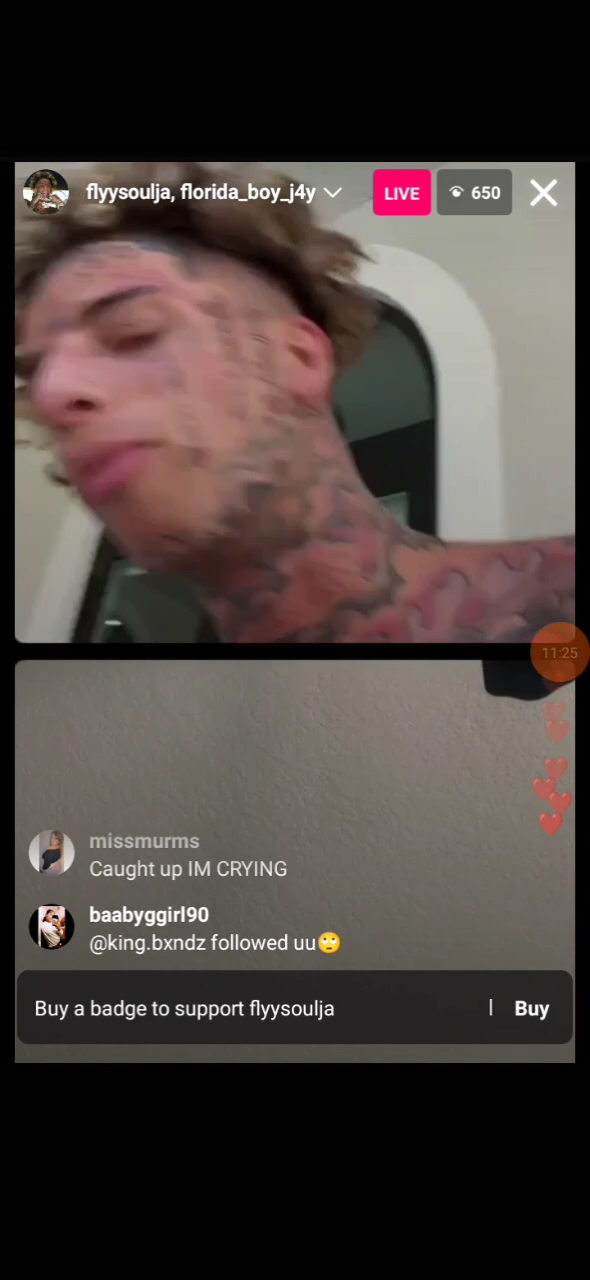 flyysoulja, florida_boy_j4y
LIVE
650
11:25
missmurms
Caught up IM CRYING
baabyggirl90
@king.bxndz followed uu🙄
Buy a badge to support flyysoulja
Buy